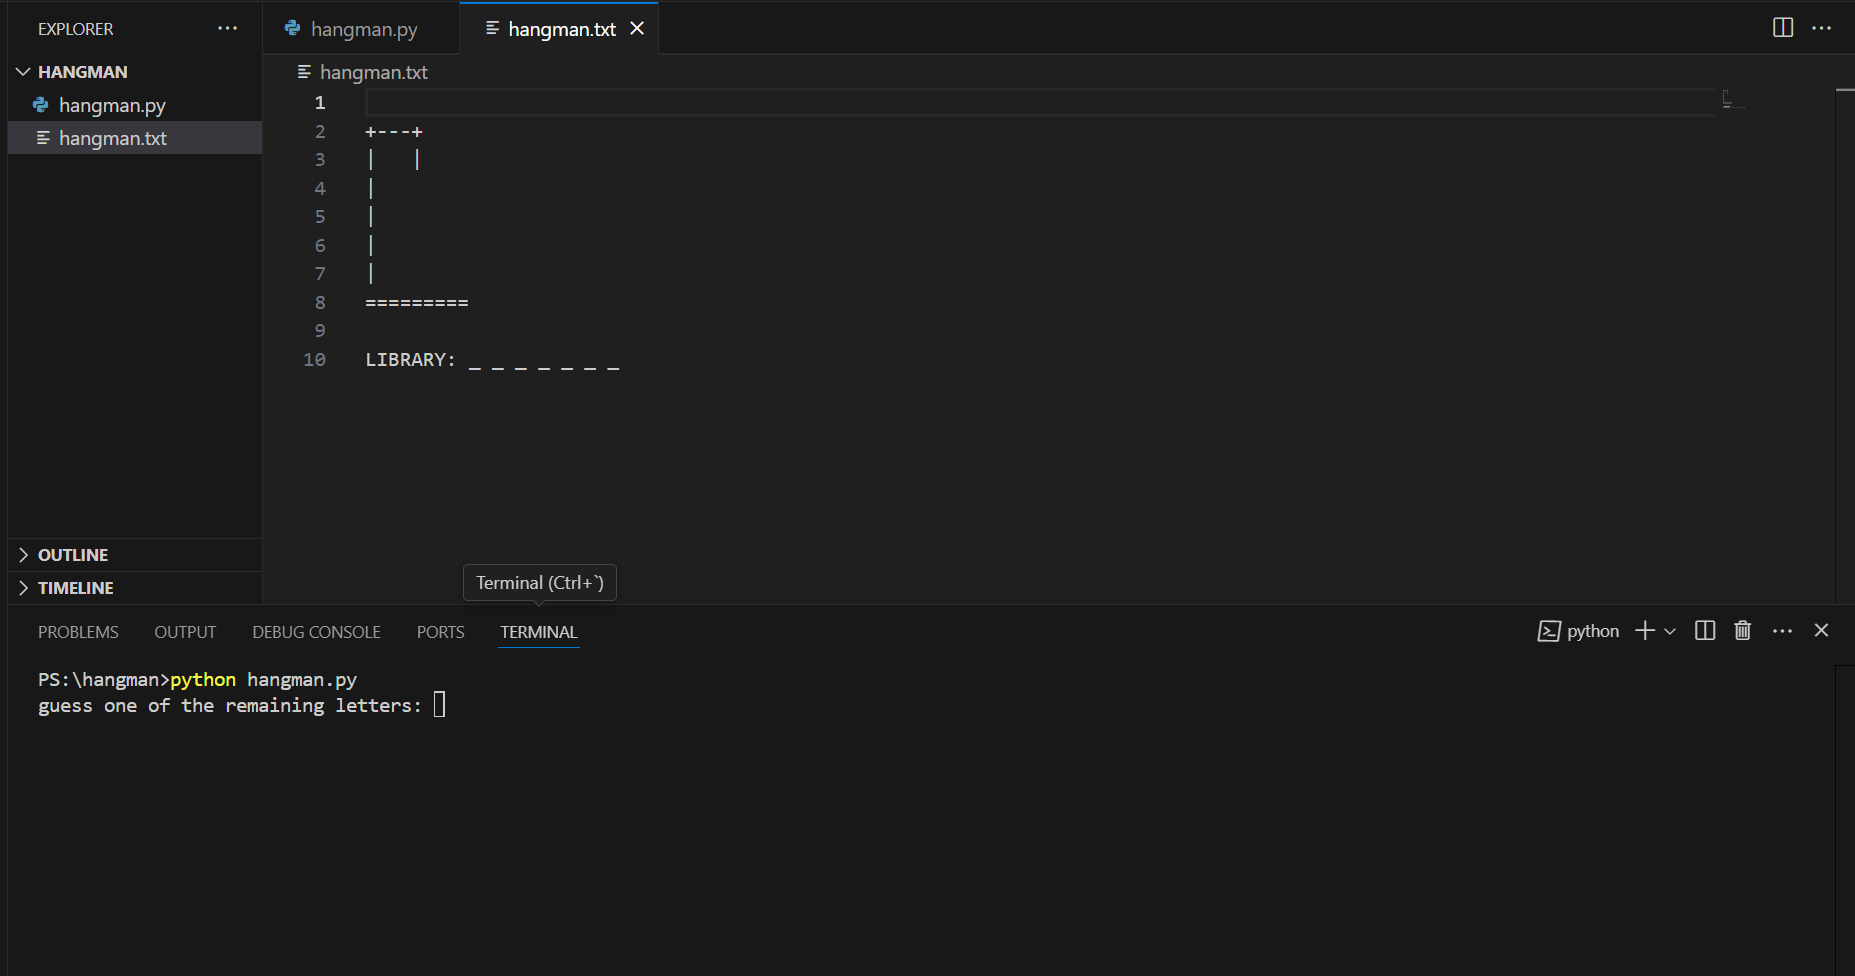 EXPLORER ...
HANGMAN
hangman.py
hangman.txt
OUTLINE
TIMELINE
hangman.py hangman.txt
hangman.txt
1
2 +---+
3 |   |
4 |
5 |
6 |
7 |
8 =========
9
10 LIBRARY: _ _ _ _ _ _ _
Terminal (Ctrl+`)
PROBLEMS OUTPUT DEBUG CONSOLE PORTS TERMINAL python
PS:\hangman>python hangman.py
guess one of the remaining letters: